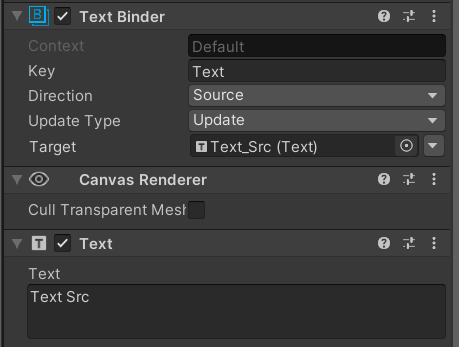 Text Binder
Context Default
Key Text
Direction Source
Update Type Update
Target Text_Src (Text)
Canvas Renderer
Cull Transparent Mesh
Text
Text
Text Src